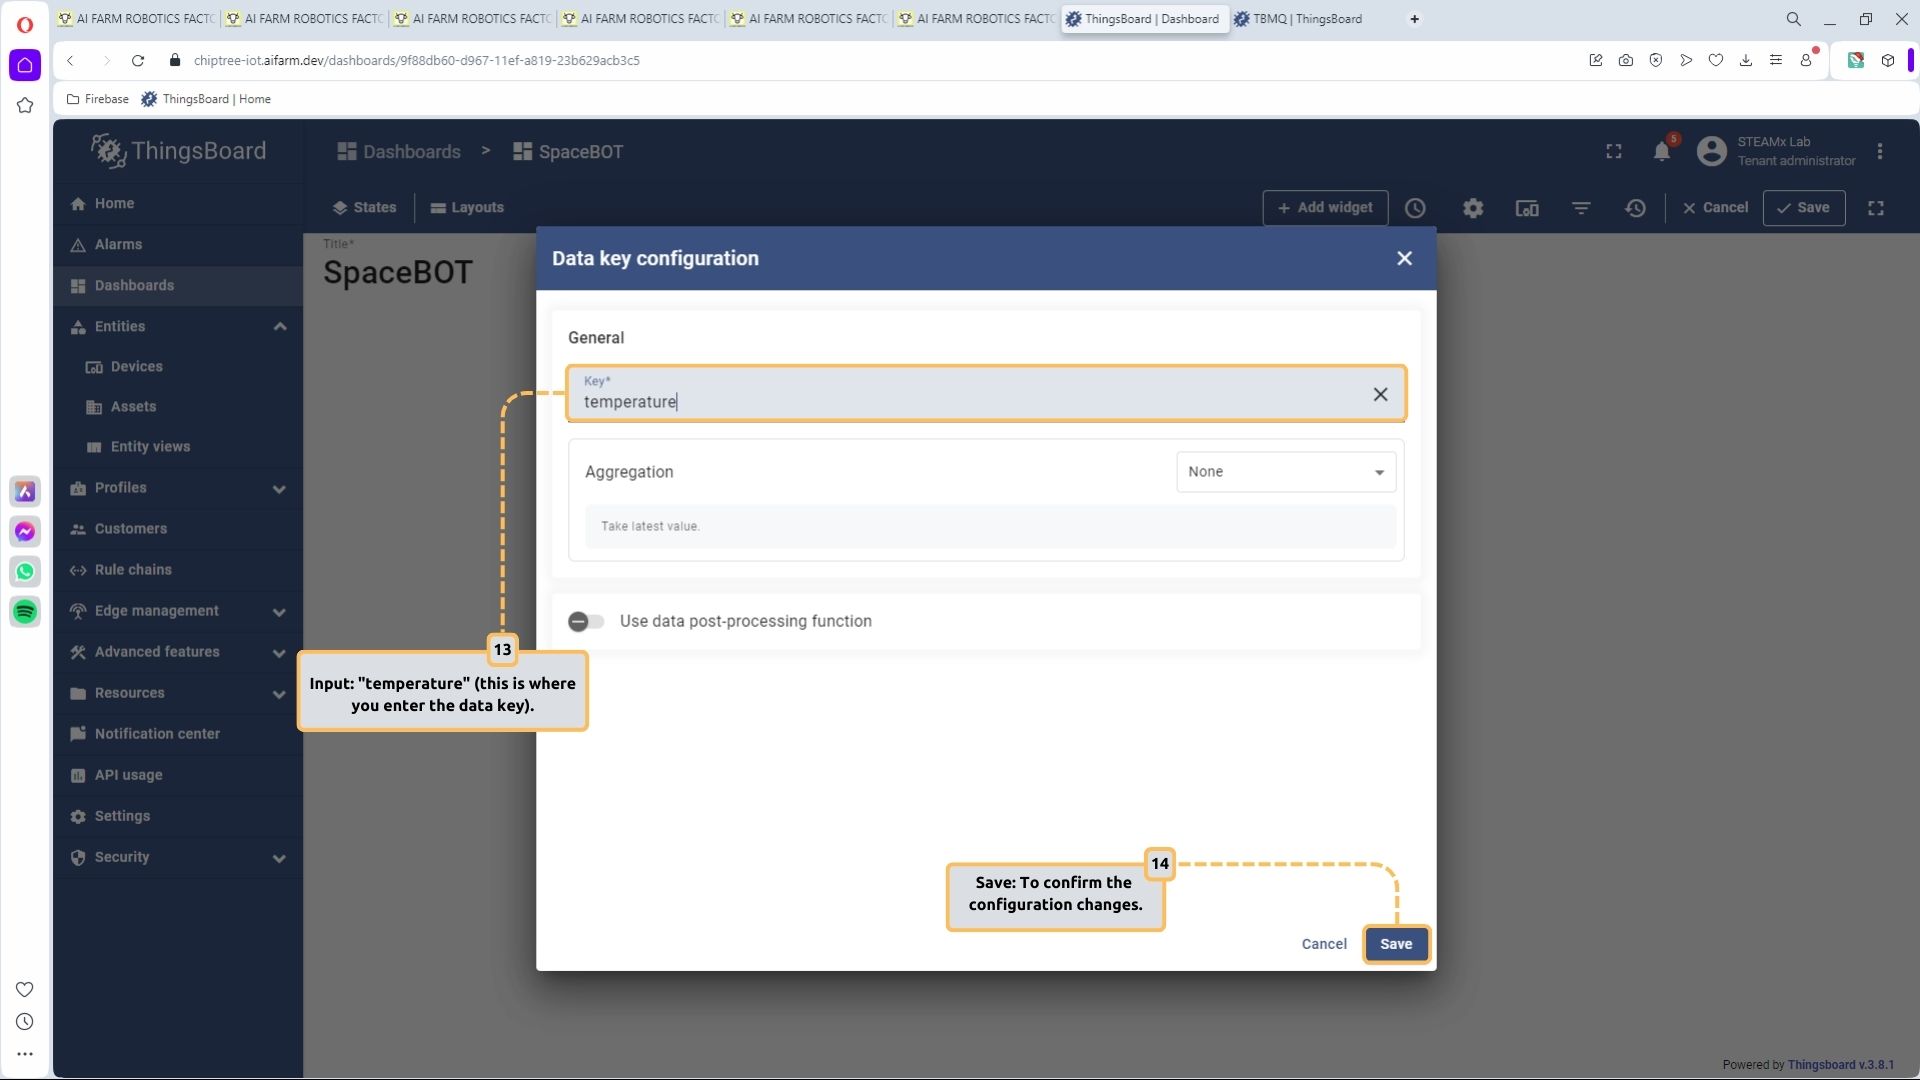 AI FARM ROBOTICS FACTO
AI FARM ROBOTICS FACTO
AI FARM ROBOTICS FACTO
AI FARM ROBOTICS FACTO
AI FARM ROBOTICS FACTO
AI FARM ROBOTICS FACTO
ThingsBoard | Dashboard
TBMQ | ThingsBoard
chiptree-iot.aifarm.dev/dashboards/9f88db60-d967-11ef-a819-23b629acb3c5
Firebase
ThingsBoard | Home
ThingsBoard
Dashboards > SpaceBOT
5
STEAMx Lab
Tenant administrator
Home
Alarms
Dashboards
Entities
Devices
Assets
Entity views
Profiles
Customers
Rule chains
Edge management
Advanced features
Resources
Notification center
API usage
Settings
Security
States
Layouts
+ Add widget
Cancel
Save
Title*
SpaceBOT
Data key configuration
General
Key*
temperature
Aggregation
None
Take latest value.
Use data post-processing function
13
Input: "temperature" (this is where
you enter the data key).
14
Save: To confirm the
configuration changes.
Cancel
Save
Powered by Thingsboard v.3.8.1